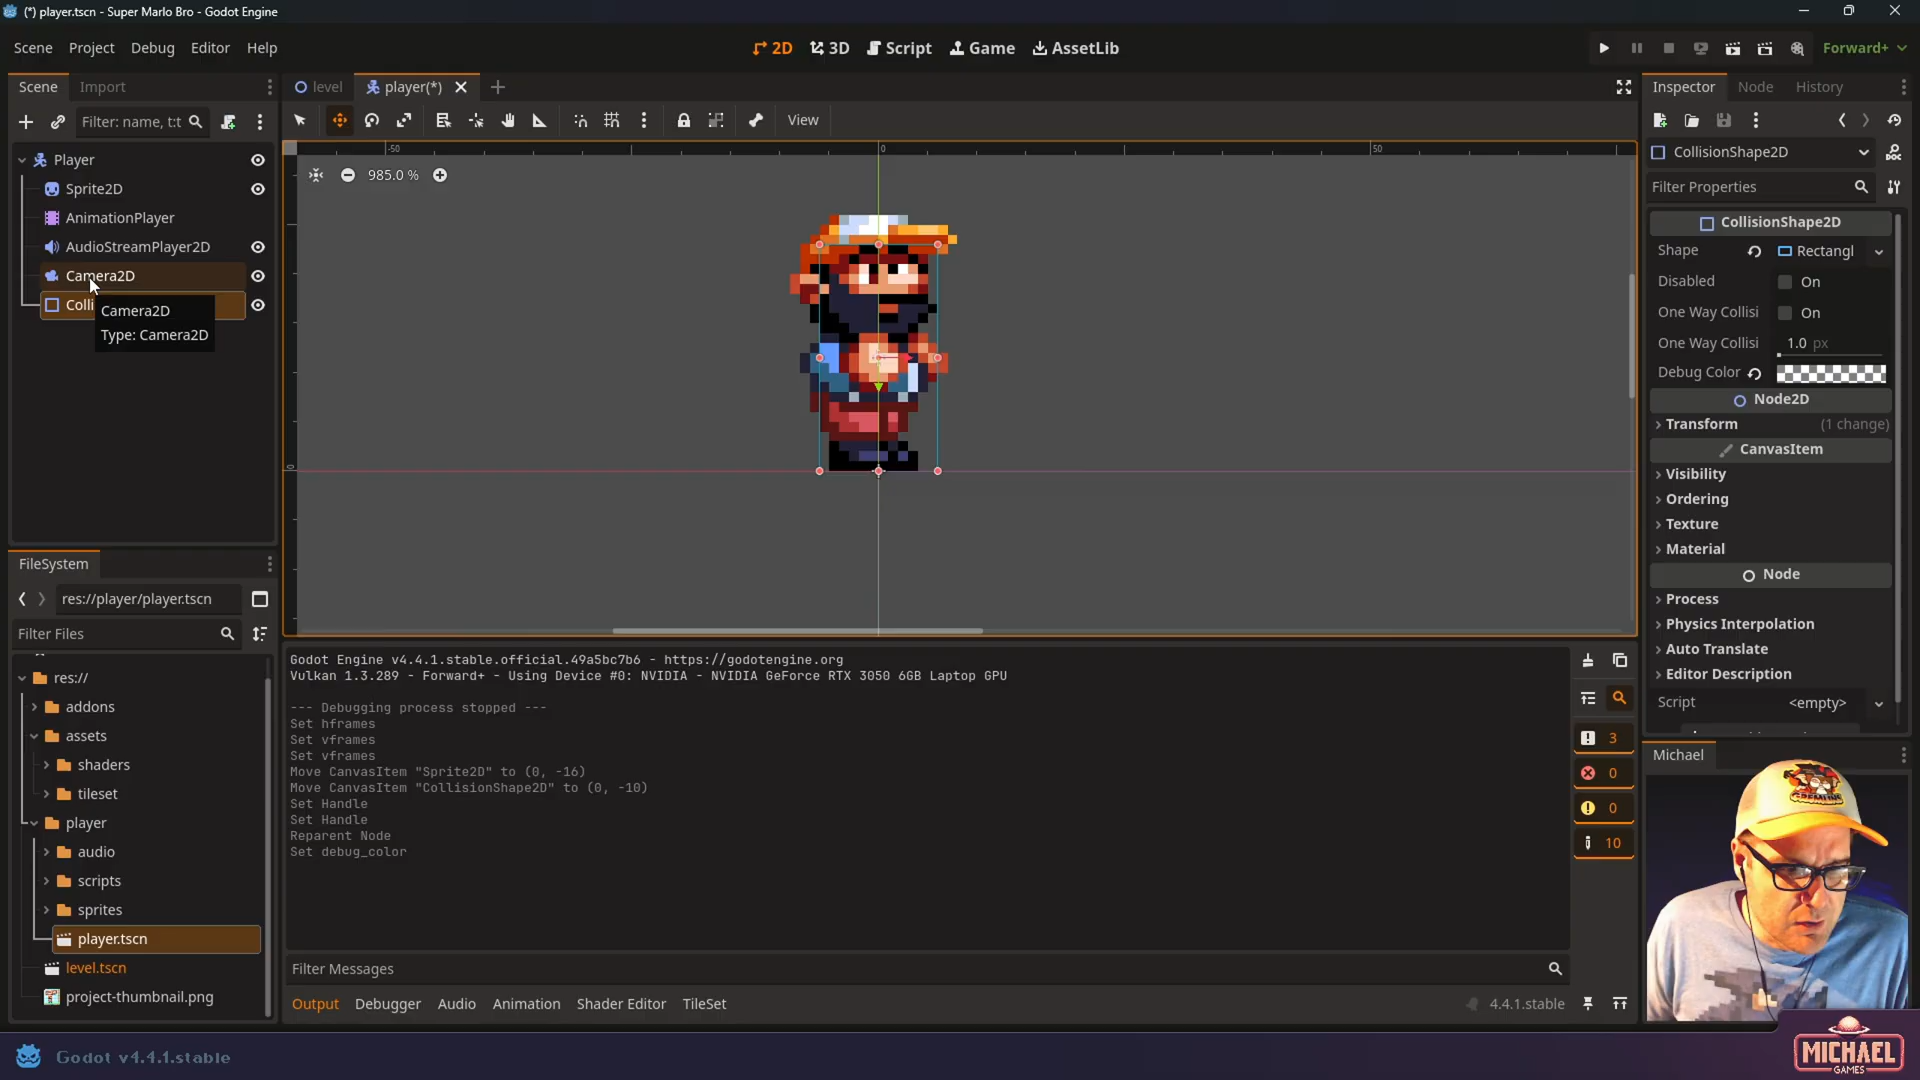 (*) player.tscn - Super Marlo Bro - Godot Engine
Scene Project Debug Editor Help
2D 3D Script Game AssetLib
Forward+
Scene Import
level player(*)
Inspector Node History
Filter: name, t:t
View
CollisionShape2D
Filter Properties
Player
Sprite2D
AnimationPlayer
AudioStreamPlayer2D
Camera2D
Colli
Camera2D
Type: Camera2D
-50 0 50
985.0 %
0
CollisionShape2D
Shape Rectangl
Disabled On
One Way Collisi On
One Way Collisi 1.0 px
Debug Color
Node2D
Transform (1 change)
CanvasItem
Visibility
Ordering
Texture
Material
Node
Process
Physics Interpolation
Auto Translate
Editor Description
Script <empty>
FileSystem
res://player/player.tscn
Filter Files
res://
addons
assets
shaders
tileset
player
audio
scripts
sprites
player.tscn
level.tscn
project-thumbnail.png
Godot Engine v4.4.1.stable.official.49a5bc7b6 - https://godotengine.org
Vulkan 1.3.289 - Forward+ - Using Device #0: NVIDIA - NVIDIA GeForce RTX 3050 6GB Laptop GPU
--- Debugging process stopped ---
Set hframes
Set vframes
Set vframes
Move CanvasItem "Sprite2D" to (0, -16)
Move CanvasItem "CollisionShape2D" to (0, -10)
Set Handle
Set Handle
Reparent Node
Set debug_color
3
0
0
10
Filter Messages
Output Debugger Audio Animation Shader Editor TileSet
4.4.1.stable
Michael
Godot v4.4.1.stable
MICHAEL
GAMES